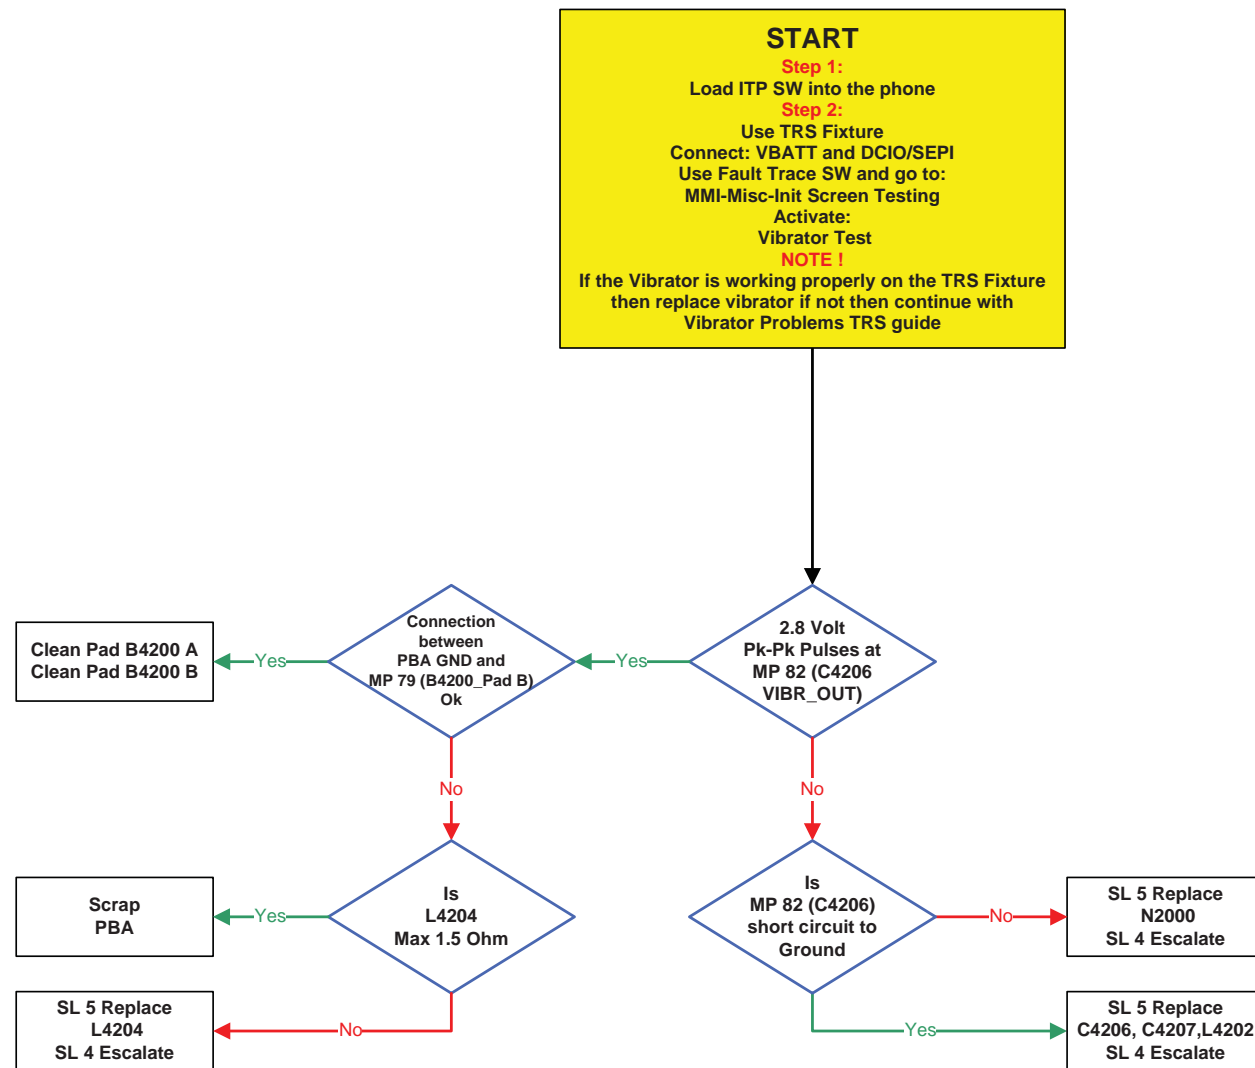 START
Step 1:
Load ITP SW into the phone
Step 2:
Use TRS Fixture
Connect: VBATT and DCIO/SEPI
Use Fault Trace SW and go to:
MMI-Misc-Init Screen Testing
Activate:
Vibrator Test
NOTE !
If the Vibrator is working properly on the TRS Fixture
then replace vibrator if not then continue with
Vibrator Problems TRS guide
2.8 Volt
Pk-Pk Pulses at
MP 82 (C4206
VIBR_OUT)
Yes
Connection
between
PBA GND and
MP 79 (B4200_Pad B)
Ok
Yes
Clean Pad B4200 A
Clean Pad B4200 B
No
No
Is
L4204
Max 1.5 Ohm
Yes
Scrap
PBA
No
SL 5 Replace
L4204
SL 4 Escalate
Is
MP 82 (C4206)
short circuit to
Ground
No
SL 5 Replace
N2000
SL 4 Escalate
Yes
SL 5 Replace
C4206, C4207,L4202
SL 4 Escalate